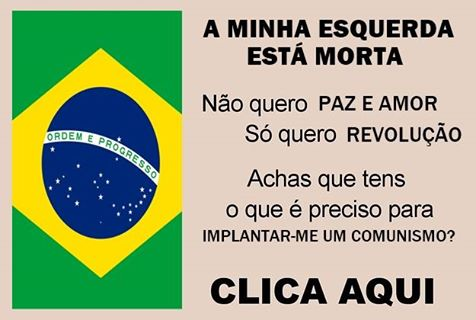 A MINHA ESQUERDA
ESTÁ MORTA
Não quero PAZ E AMOR
Só quero REVOLUÇÃO
Achas que tens
o que é preciso para
IMPLANTAR-ME UM COMUNISMO?
CLICA AQUI
ORDEM E PROGRESSO